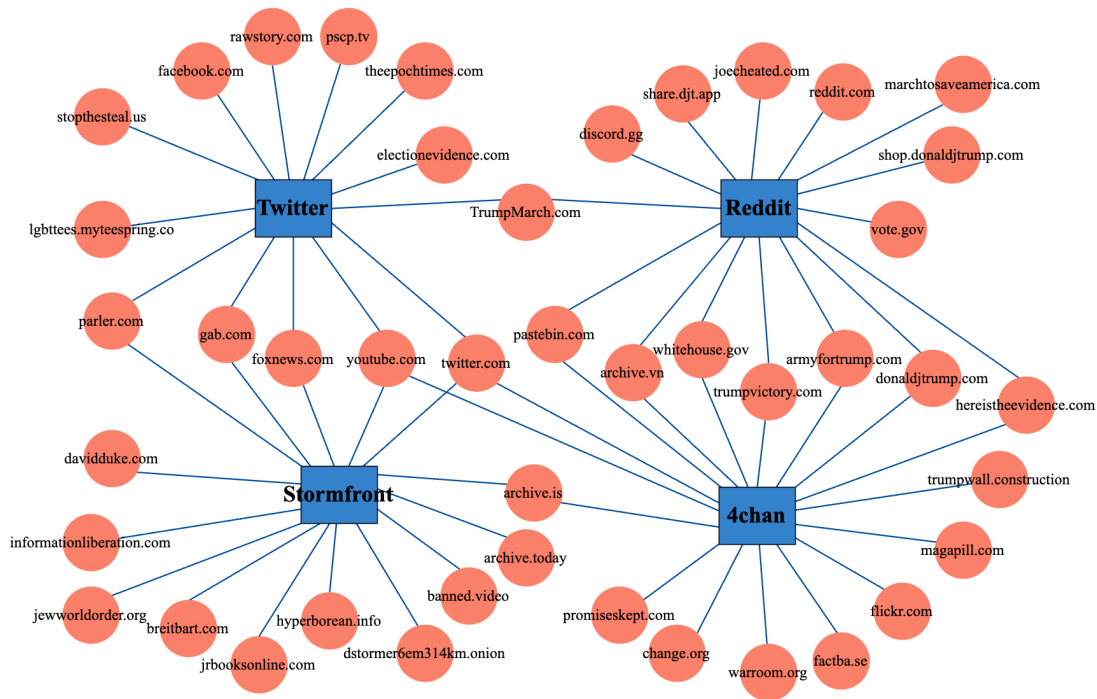 rawstory.com
pscp.tv
facebook.com
theepochtimes.com
stopthesteal.us
electionevidence.com
Twitter
TrumpMarch.com
lgbttees.myteespring.co
joecheated.com
share.djt.app
reddit.com
marchtosaveamerica.com
discord.gg
shop.donaldjtrump.com
Reddit
vote.gov
parler.com
gab.com
foxnews.com
youtube.com
twitter.com
pastebin.com
archive.vn
whitehouse.gov
trumpvictory.com
armyfortrump.com
donaldjtrump.com
hereistheevidence.com
davidduke.com
Stormfront
archive.is
informationliberation.com
archive.today
jewworldorder.org
breitbart.com
jrbooksonline.com
hyperborean.info
banned.video
dstormer6em314km.onion
4chan
trumpwall.construction
magapill.com
flickr.com
promiseskept.com
change.org
warroom.org
factba.se